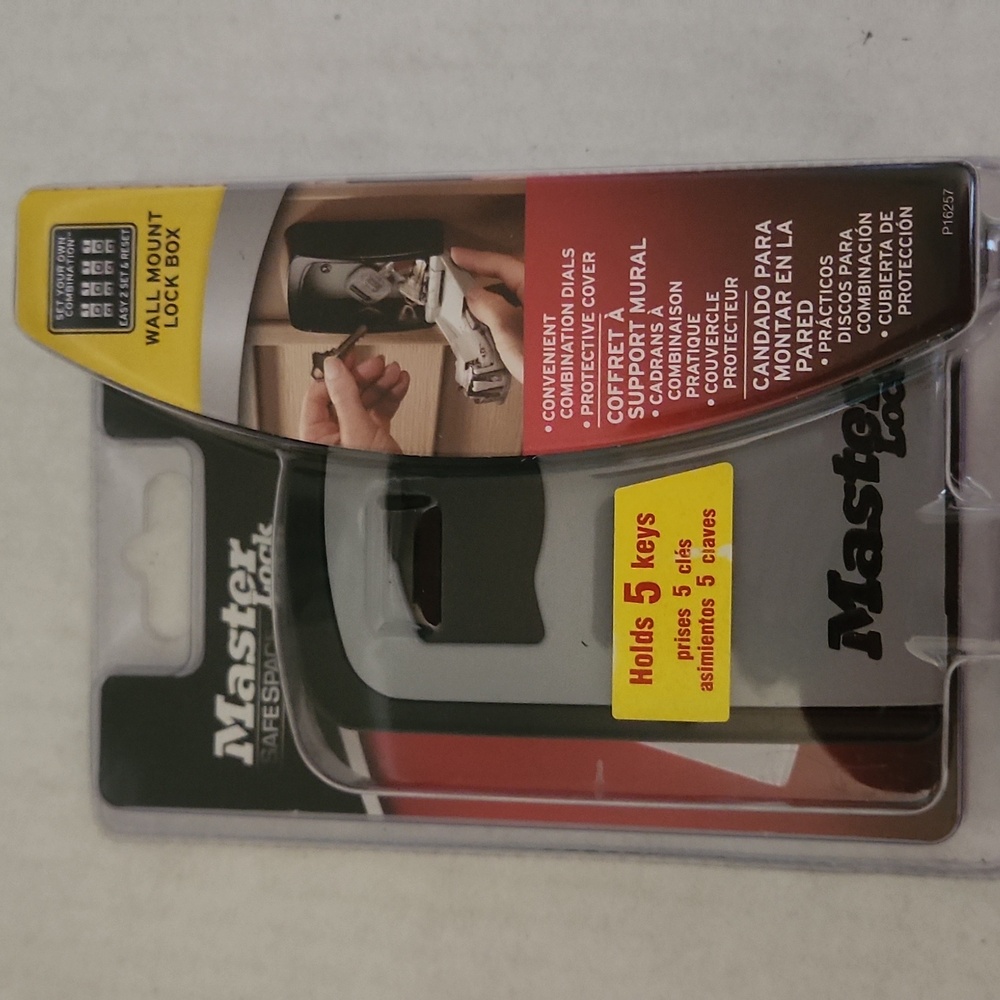 Master
Lock
SAFESPACE
SET YOUR OWN
COMBINATION™
EASY 2 SET & RESET
WALL MOUNT
LOCK BOX
• CONVENIENT
COMBINATION DIALS
• PROTECTIVE COVER
COFFRET À
SUPPORT MURAL
• CADRANS À
COMBINAISON
PRATIQUE
• COUVERCLE
PROTECTEUR
CANDADO PARA
MONTAR EN LA
PARED
• PRÁCTICOS
DISCOS PARA
COMBINACIÓN
• CUBIERTA DE
PROTECCIÓN
P16257
Holds 5 keys
prises 5 clés
asimientos 5 claves
Master
Lock